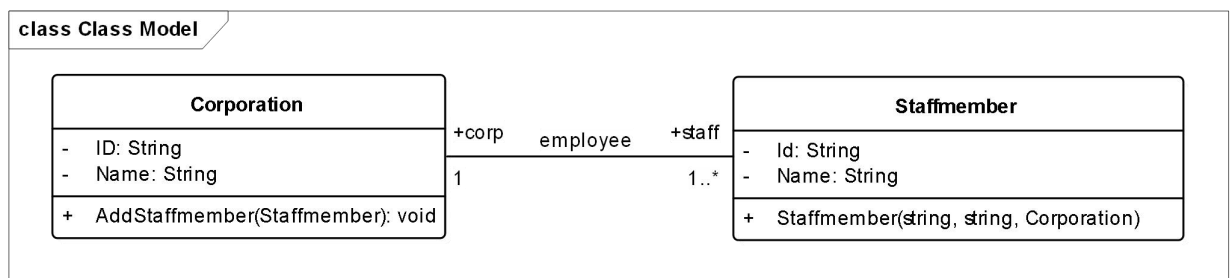 class Class Model
Corporation
- ID: String
- Name: String
+ AddStaffmember(Staffmember): void
+corp
employee
+staff
1
1..*
Staffmember
- Id: String
- Name: String
+ Staffmember(string, string, Corporation)